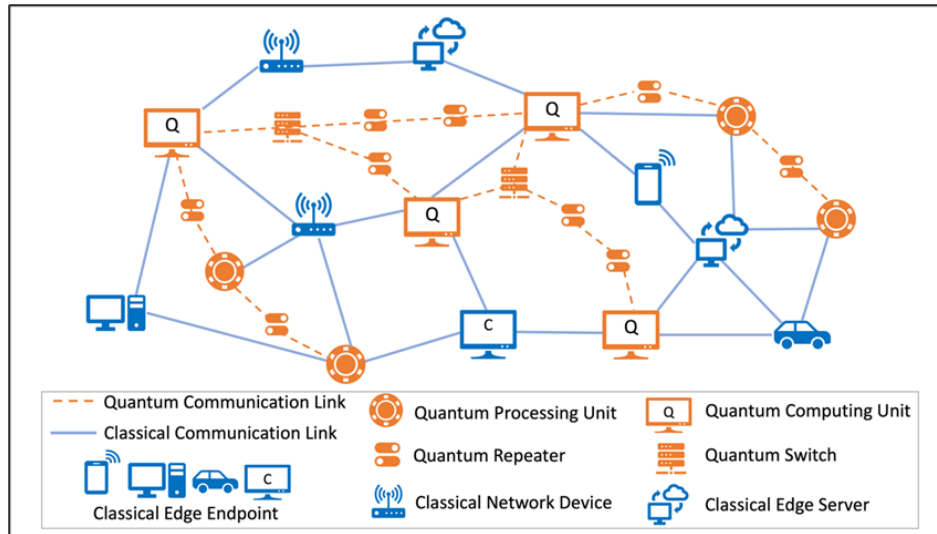 Q
Q
Q
C
Q
Quantum Communication Link
Quantum Processing Unit
Q
Quantum Computing Unit
Classical Communication Link
Quantum Repeater
Quantum Switch
C
Classical Edge Endpoint
Classical Network Device
Classical Edge Server